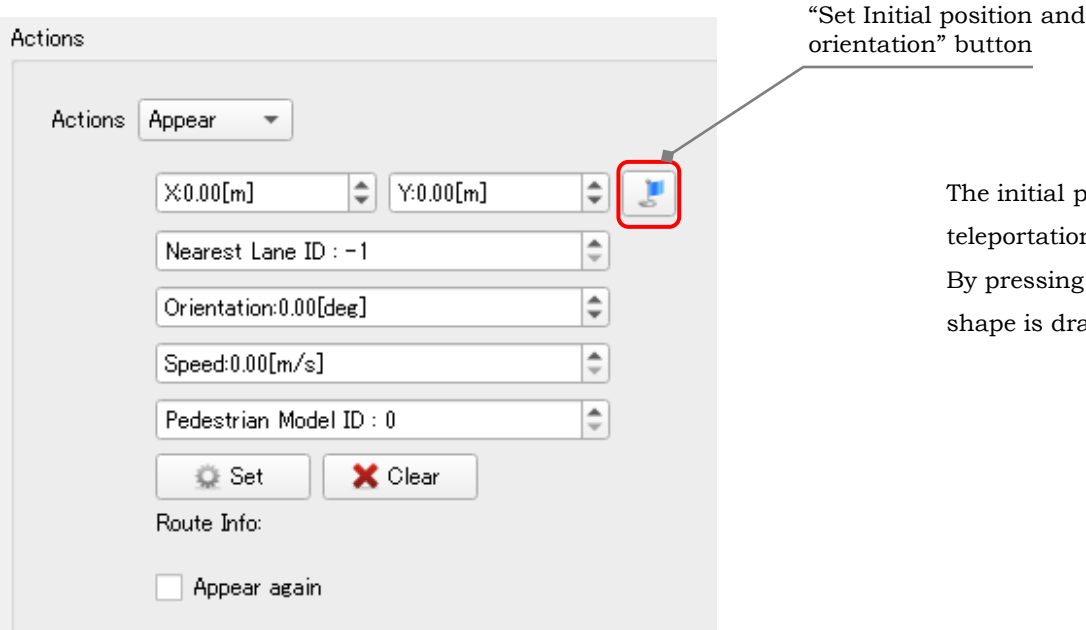 “Set Initial position and
orientation” button
Actions
Actions Appear
X:0.00[m] Y:0.00[m]
Nearest Lane ID : -1
Orientation:0.00[deg]
Speed:0.00[m/s]
Pedestrian Model ID : 0
Set Clear
Route Info:
Appear again
The initial
teleportation
By pressing
shape is